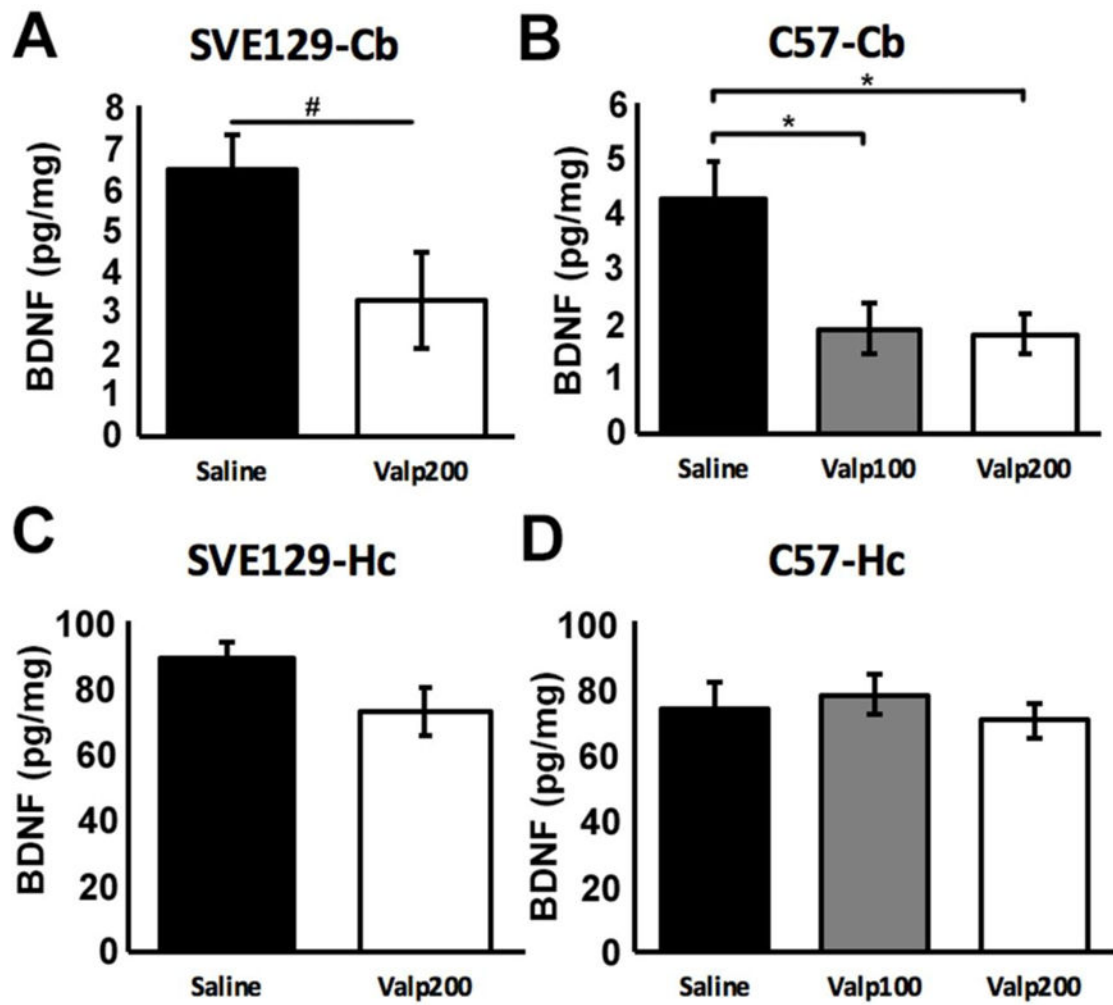 A
SVE129-Cb
BDNF (pg/mg)
8
7
6
5
4
3
2
1
0
#
Saline Valp200
B
C57-Cb
BDNF (pg/mg)
6
5
4
3
2
1
0
*
*
Saline Valp100 Valp200
C
SVE129-Hc
BDNF (pg/mg)
100
80
60
40
20
0
Saline Valp200
D
C57-Hc
BDNF (pg/mg)
100
80
60
40
20
0
Saline Valp100 Valp200